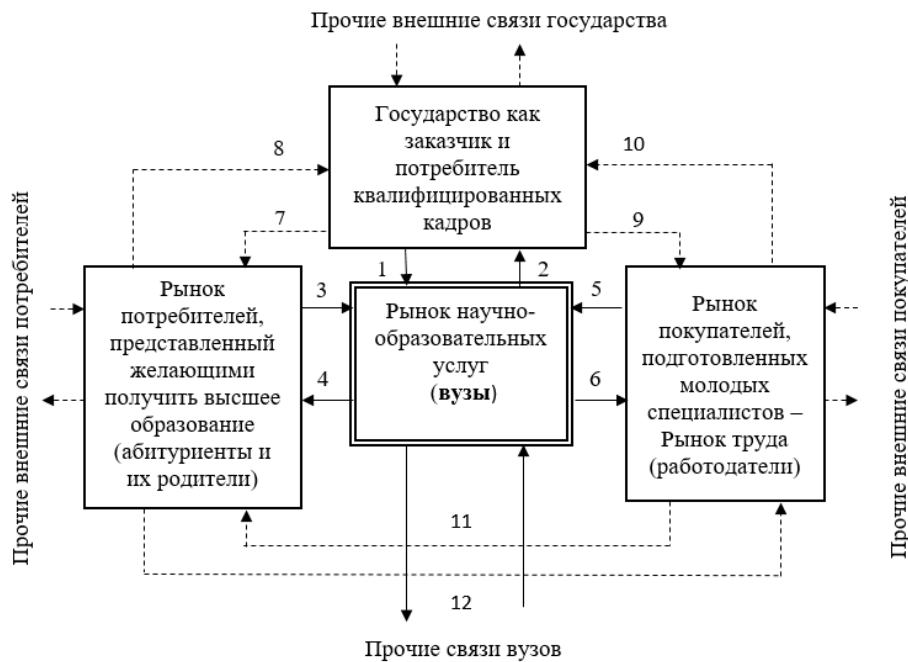 Прочие внешние связи государства
Государство как
заказчик и
потребитель
квалифицированных
кадров
8
10
7
9
1
2
Прочие внешние связи потребителей
Рынок
потребителей,
представленный
желающими
получить высшее
образование
(абитуриенты и
их родители)
3
4
Рынок научно-
образовательных
услуг
(вузы)
5
6
Рынок
покупателей,
подготовленных
молодых
специалистов –
Рынок труда
(работодатели)
Прочие внешние связи покупателей
11
12
Прочие связи вузов